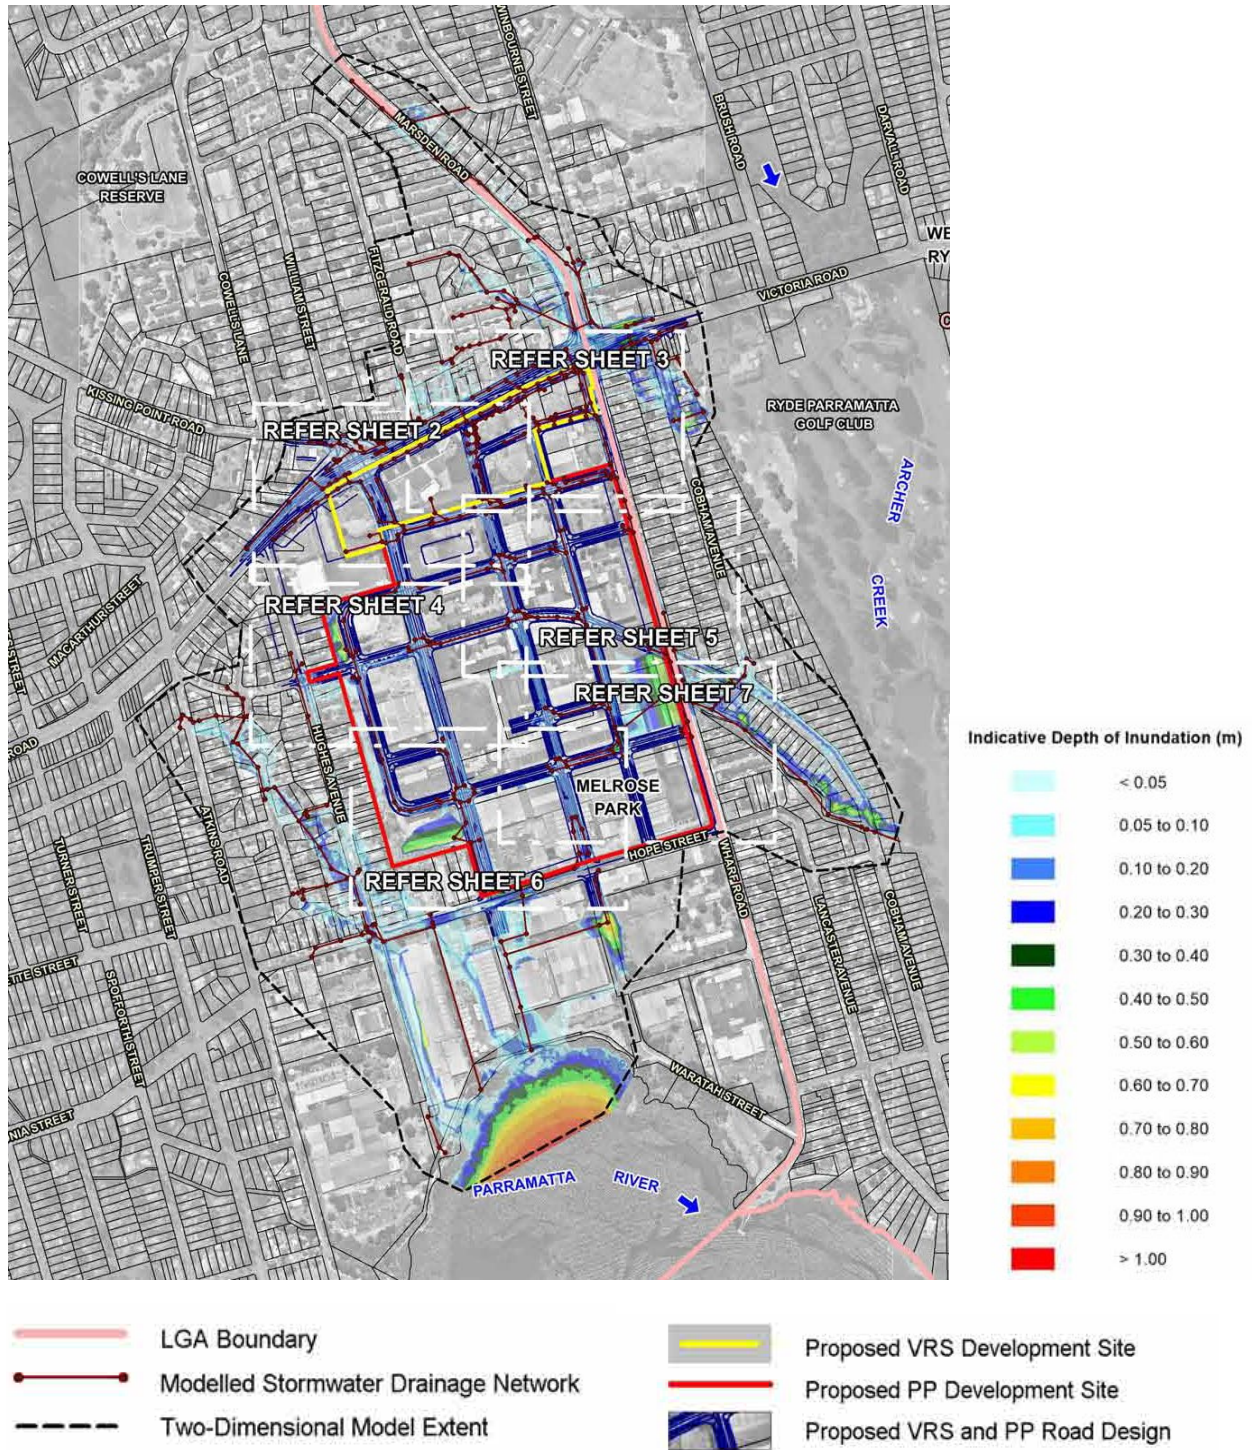 WINBOURNE STREET
BRUSH ROAD
DARVALL ROAD
MARSDEN ROAD
COWELL'S LANE
RESERVE
WE
RY
VICTORIA ROAD
WILLIAM STREET
FITZGERALD ROAD
COWELLS LANE
REFER SHEET 3
KISSING POINT ROAD
RYDE PARRAMATTA
GOLF CLUB
REFER SHEET 2
ARCHER
CREEK
COBHAM AVENUE
MACARTHUR STREET
REFER SHEET 4
REFER SHEET 5
REFER SHEET 7
ROAD
HUGHES AVENUE
MELROSE
PARK
ATKINS ROAD
TURNER STREET
TRUMPER STREET
HOPE STREET
WHARF ROAD
REFER SHEET 6
LANCASTER AVENUE
COBHAM AVENUE
SPOFFORTH STREET
WARATAH STREET
PARRAMATTA RIVER
Indicative Depth of Inundation (m)
< 0.05
0.05 to 0.10
0.10 to 0.20
0.20 to 0.30
0.30 to 0.40
0.40 to 0.50
0.50 to 0.60
0.60 to 0.70
0.70 to 0.80
0.80 to 0.90
0.90 to 1.00
> 1.00
LGA Boundary
Modelled Stormwater Drainage Network
Two-Dimensional Model Extent
Proposed VRS Development Site
Proposed PP Development Site
Proposed VRS and PP Road Design